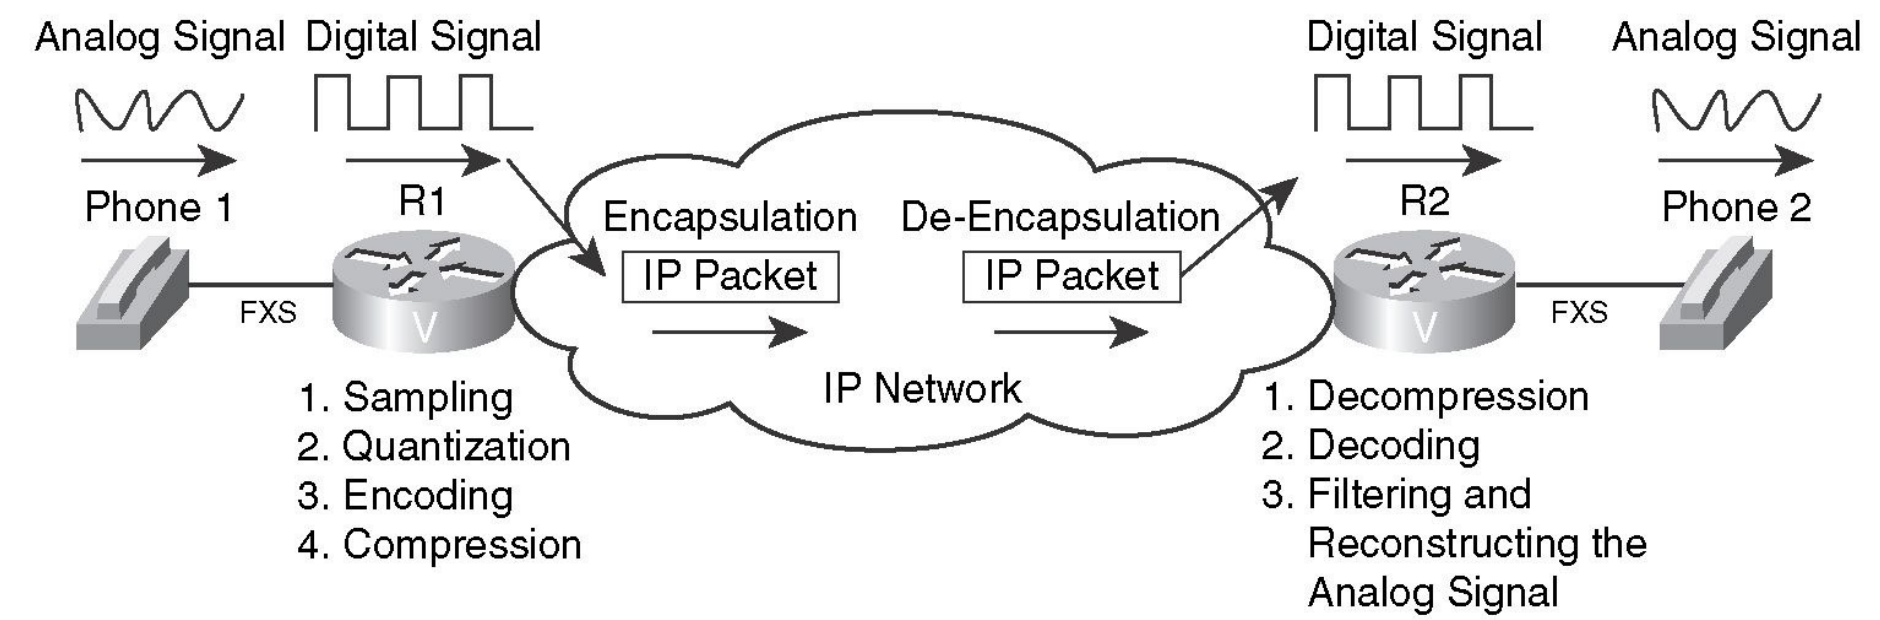 Analog Signal
Digital Signal
Digital Signal
Analog Signal
Phone 1
R1
Encapsulation
De-Encapsulation
R2
Phone 2
IP Packet
IP Packet
FXS
V
V
FXS
IP Network
1. Sampling
2. Quantization
3. Encoding
4. Compression
1. Decompression
2. Decoding
3. Filtering and
Reconstructing the
Analog Signal